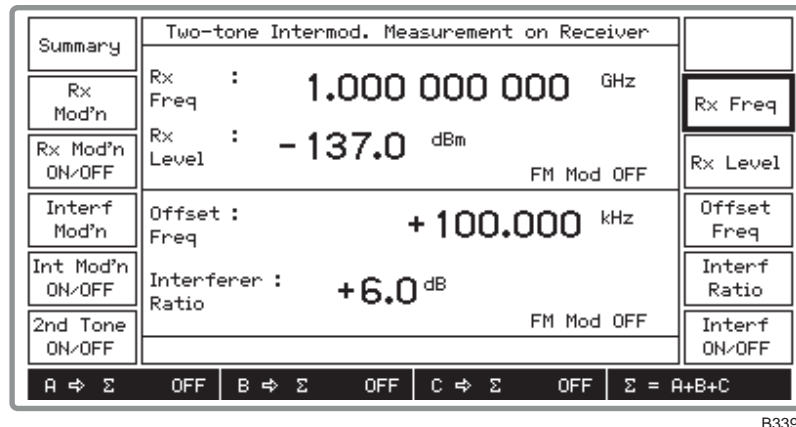 Summary
Two-tone Intermod. Measurement on Receiver
Rx Mod'n
Rx Freq : 1.000 000 000 GHz
Rx Freq
Rx Mod'n ON/OFF
Rx Level : -137.0 dBm
FM Mod OFF
Rx Level
Interf Mod'n
Offset Freq : +100.000 kHz
Offset Freq
Int Mod'n ON/OFF
Interferer Ratio : +6.0 dB
Interf Ratio
2nd Tone ON/OFF
FM Mod OFF
Interf ON/OFF
A ⇨ Σ OFF B ⇨ Σ OFF C ⇨ Σ OFF Σ = A+B+C
B339